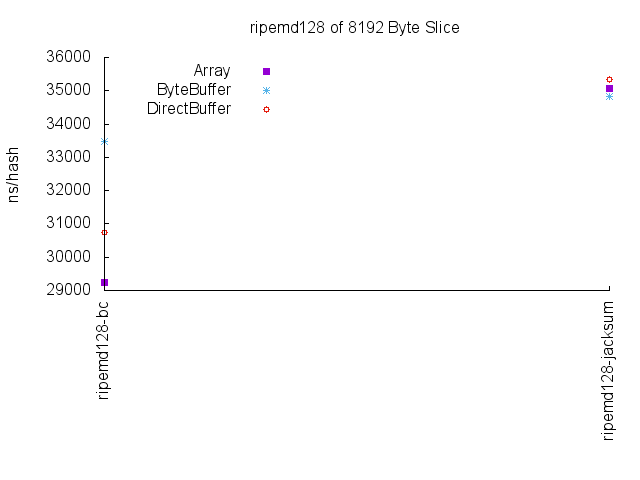 ripemd128 of 8192 Byte Slice
36000
35000
34000
33000
32000
31000
30000
29000
ns/hash
Array
ByteBuffer
DirectBuffer
ripemd128-bc
ripemd128-jacksum